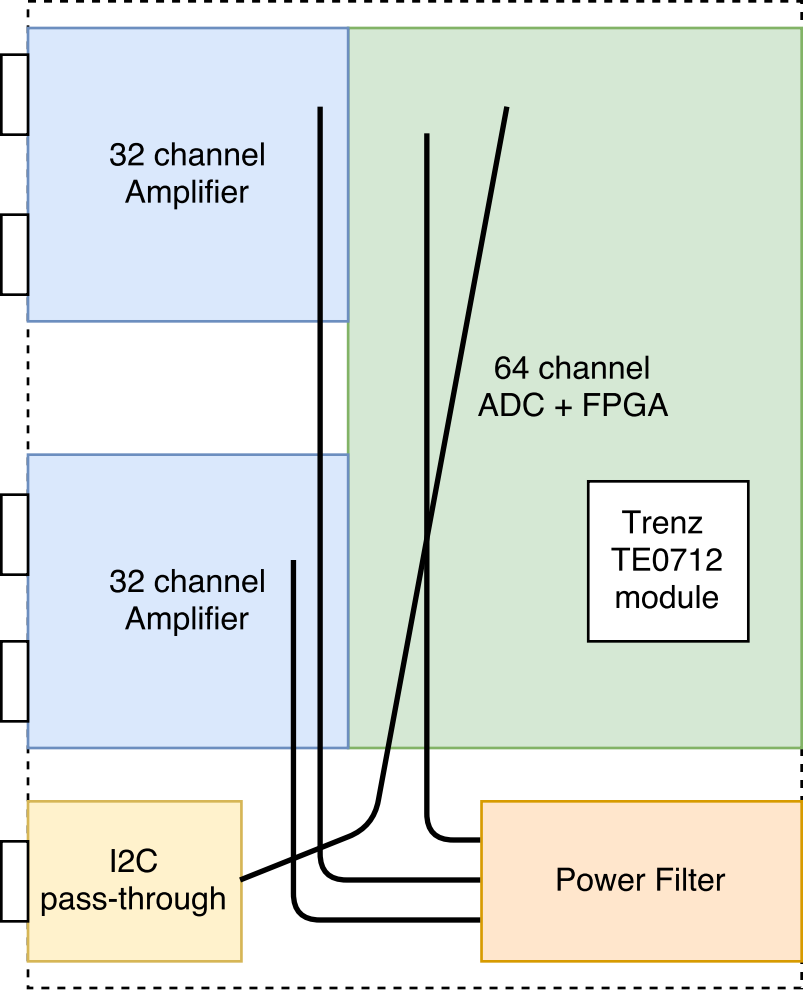 32 channel
Amplifier
64 channel
ADC + FPGA
Trenz
TE0712
module
32 channel
Amplifier
I2C
pass-through
Power Filter